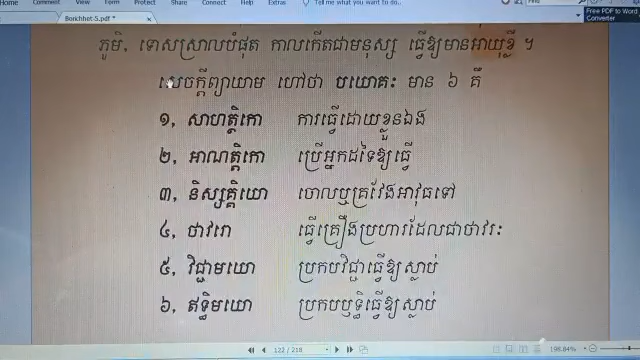 Home Comment View Form Protect Share Help Tell me what you want to do..
Borichhet-5.pdf *
Free PDF to Word Converter
ភូមិ, ទោសស្រាលបំផុត កាលកើតជាមនុស្ស ធ្វើឱ្យមានអាយុខ្លី ។
សេចក្តីព្យាយាម ហៅថា បយោគៈ មាន ៦ គឺ
១, សាហត្ថិកោ ការធ្វើដោយខ្លួនឯង
២, អាណត្តិកោ ប្រើអ្នកដទៃឱ្យធ្វើ
៣, និស្សគ្គិយោ ចោលឬគ្រវែងអាវុធទៅ
៤, ថាវរោ ធ្វើគ្រឿងប្រហារដែលជាថាវរៈ
៥, វិជ្ជាមយោ ប្រកបវិជ្ជាធ្វើឱ្យស្លាប់
៦, ឥទ្ធិមយោ ប្រកបឫទ្ធិធ្វើឱ្យស្លាប់
122 / 218
198.64%